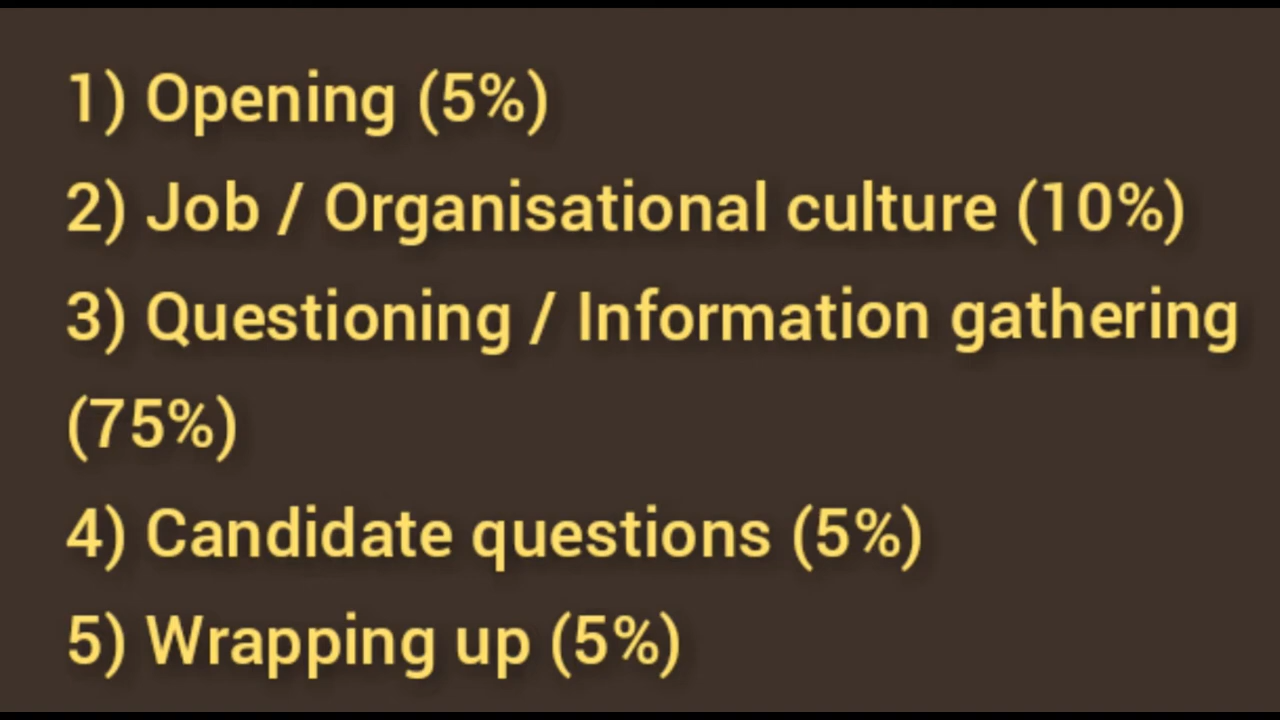 1) Opening (5%)
2) Job / Organisational culture (10%)
3) Questioning / Information gathering
(75%)
4) Candidate questions (5%)
5) Wrapping up (5%)